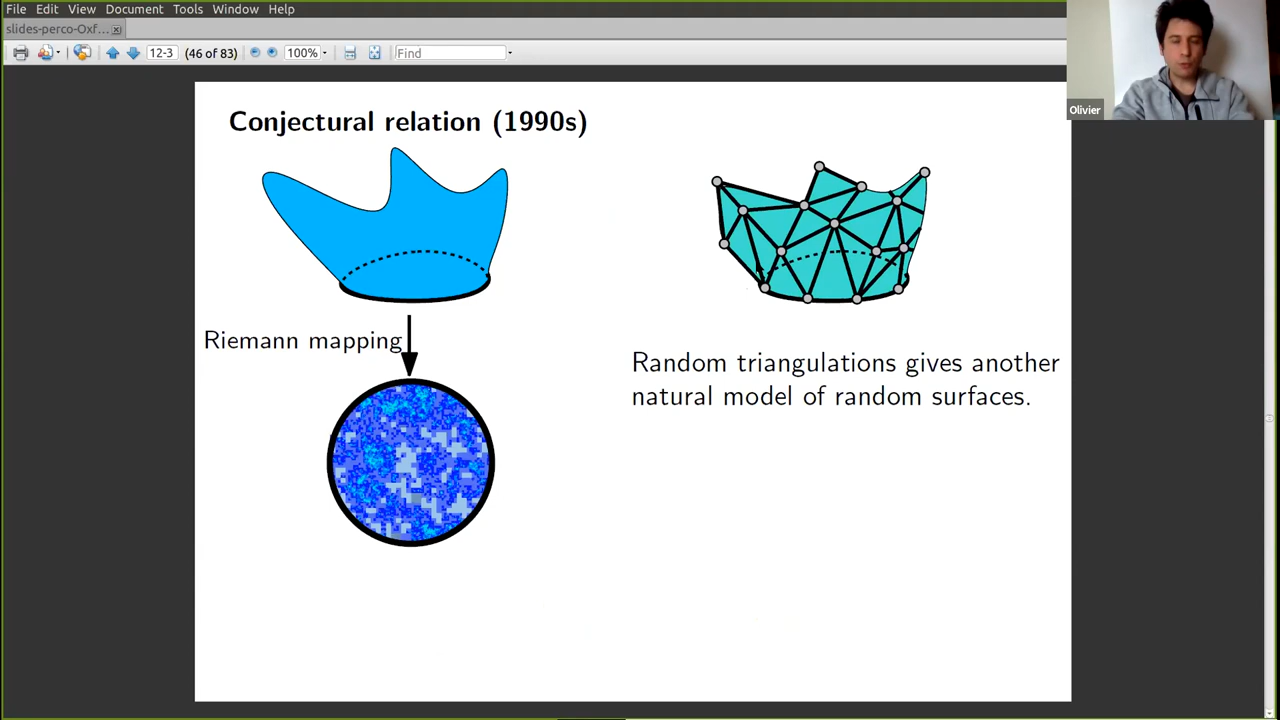 File Edit View Document Tools Window Help
slides-perco-Oxf...
12-3 (46 of 83) 100% Find
Olivier
Conjectural relation (1990s)
Riemann mapping
Random triangulations gives another
natural model of random surfaces.